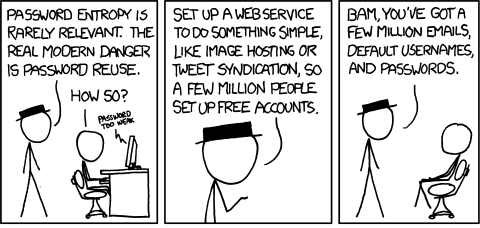 PASSWORD ENTROPY IS
RARELY RELEVANT. THE
REAL MODERN DANGER
IS PASSWORD REUSE.
HOW SO?
PASSWORD
TOO WEAK
SET UP A WEB SERVICE
TO DO SOMETHING SIMPLE,
LIKE IMAGE HOSTING OR
TWEET SYNDICATION, SO
A FEW MILLION PEOPLE
SET UP FREE ACCOUNTS.
BAM, YOU'VE GOT A
FEW MILLION EMAILS,
DEFAULT USERNAMES,
AND PASSWORDS.